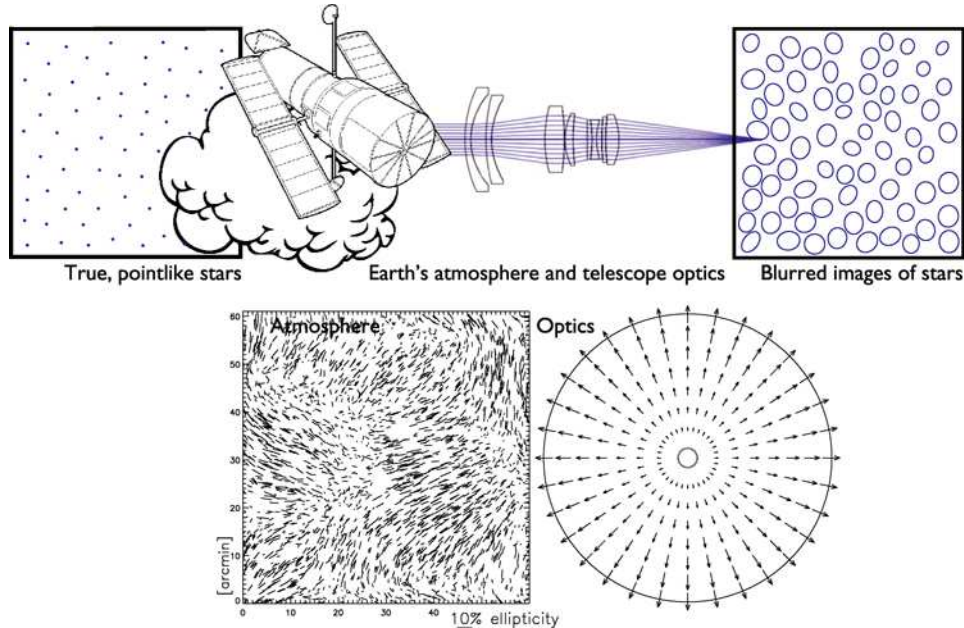 True, pointlike stars
Earth's atmosphere and telescope optics
Blurred images of stars
Atmosphere
Optics
60
50
40
30
20
10
0
[arcmin]
0
10
20
30
40
10% ellipticity